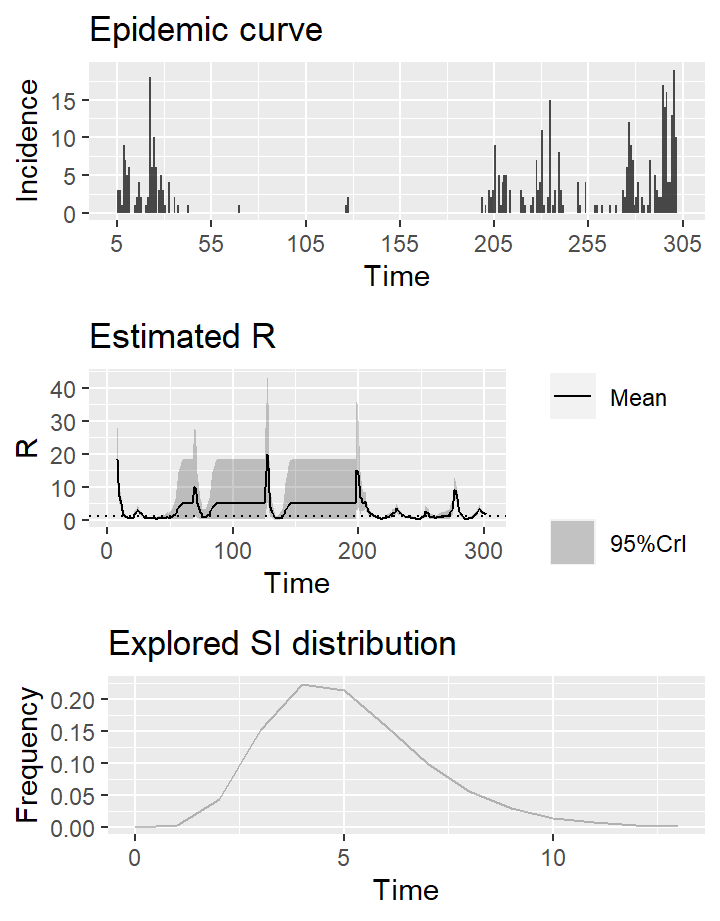 Epidemic curve
Incidence
15
10
5
0
5 55 105 155 205 255 305
Time
Estimated R
R
40
30
20
10
0
0 100 200 300
Time
Mean
95%CrI
Explored SI distribution
Frequency
0.20
0.15
0.10
0.05
0.00
0 5 10
Time